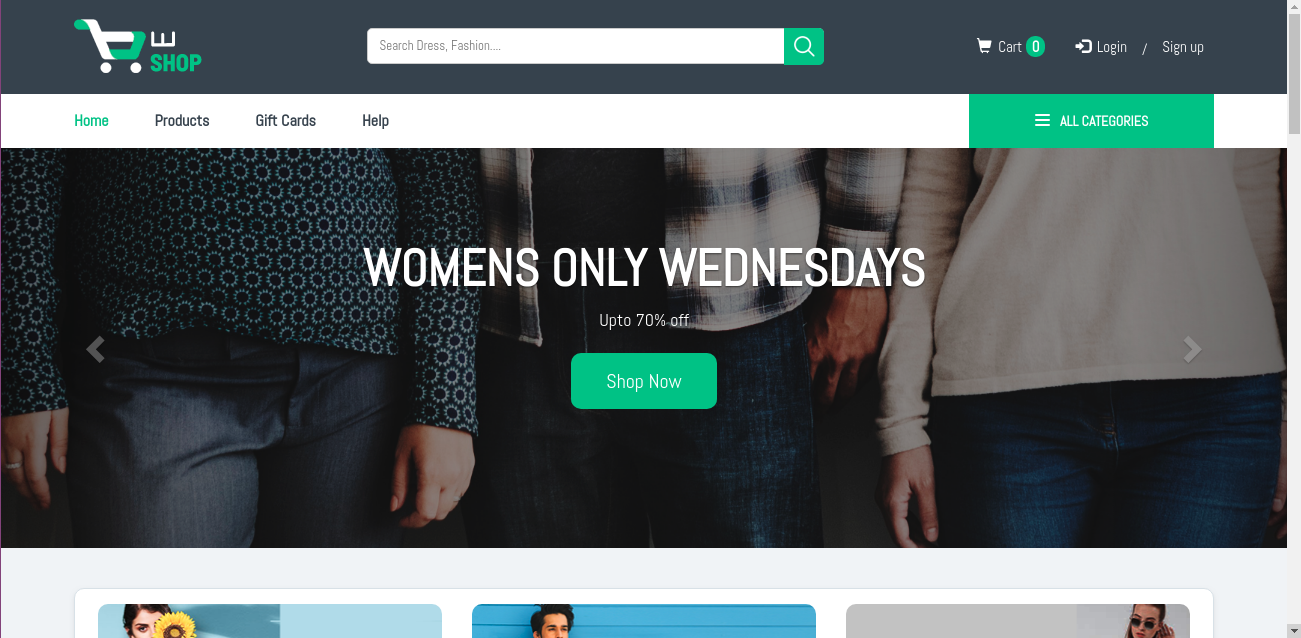 W
SHOP
Search Dress, Fashion....
Cart 0
Login / Sign up
Home Products Gift Cards Help
ALL CATEGORIES
WOMENS ONLY WEDNESDAYS
Upto 70% off
Shop Now